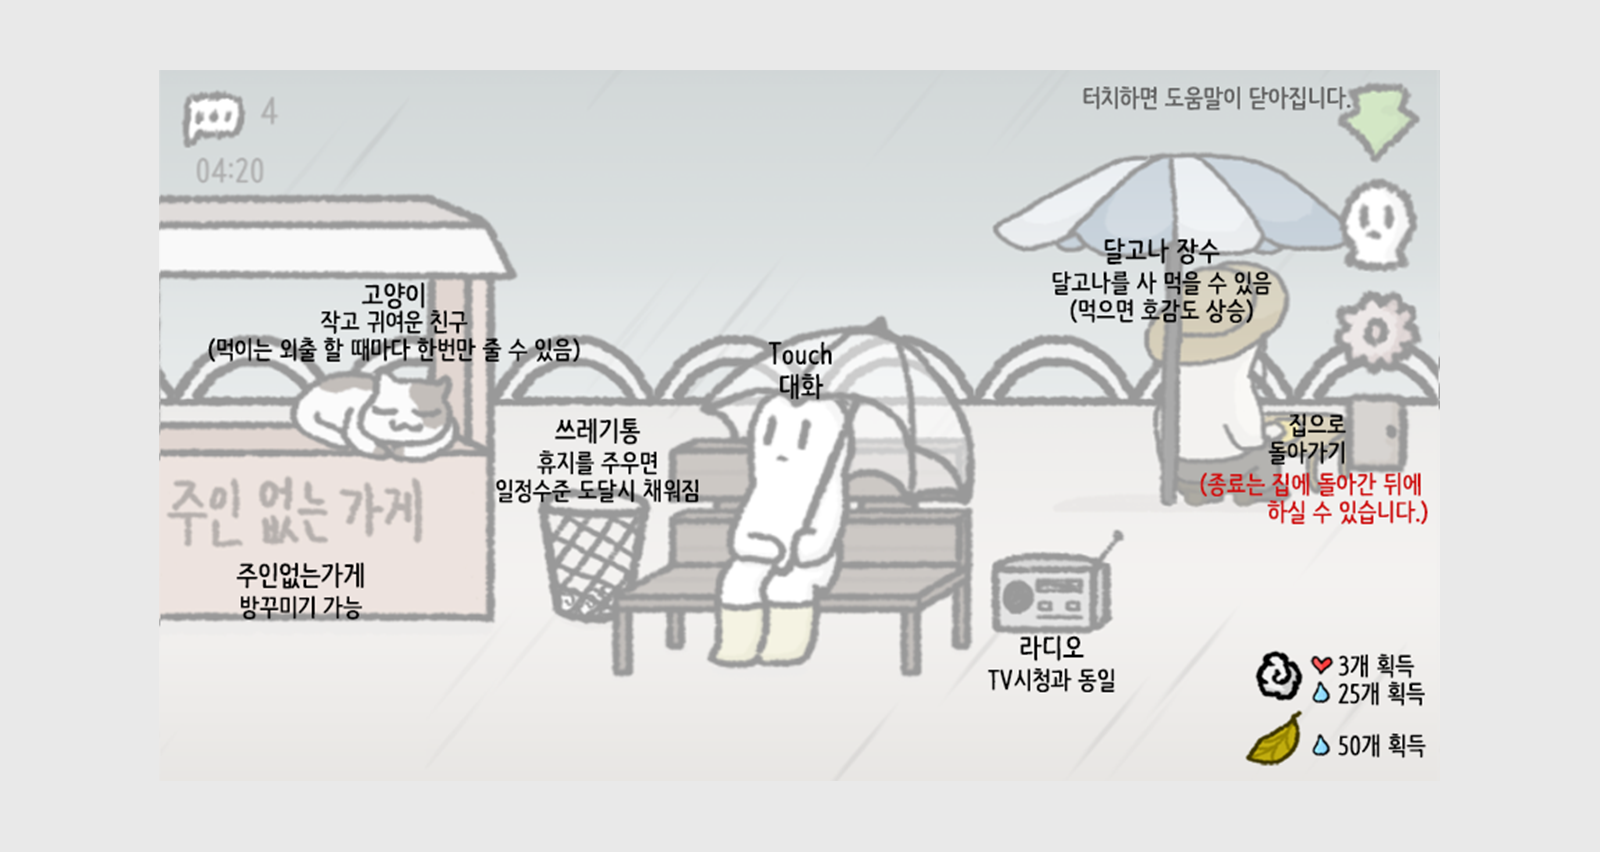 4
04:20
터치하면 도움말이 닫아집니다.
달고나 장수
달고나를 사 먹을 수 있음
(먹으면 호감도 상승)
고양이
작고 귀여운 친구
(먹이는 외출 할 때마다 한번만 줄 수 있음)
Touch
대화
쓰레기통
휴지를 주우면
일정수준 도달시 채워짐
집으로
돌아가기
(종료는 집에 돌아간 뒤에
하실 수 있습니다.)
주인 없는 가게
주인없는가게
방꾸미기 가능
라디오
TV시청과 동일
3개 획득
25개 획득
50개 획득